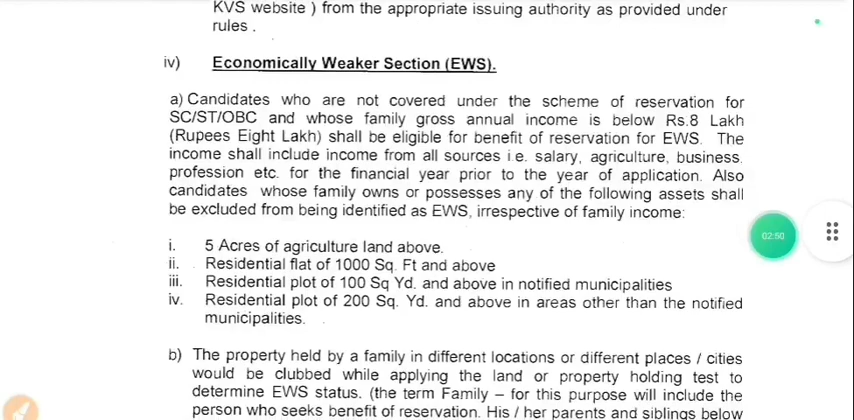 KVS website ) from the appropriate issuing authority as provided under
rules .
iv) Economically Weaker Section (EWS).
a) Candidates who are not covered under the scheme of reservation for
SC/ST/OBC and whose family gross annual income is below Rs.8 Lakh
(Rupees Eight Lakh) shall be eligible for benefit of reservation for EWS. The
income shall include income from all sources i.e. salary, agriculture, business.
profession etc. for the financial year prior to the year of application. Also
candidates whose family owns or possesses any of the following assets shall
be excluded from being identified as EWS, irrespective of family income:
02:50
i. 5 Acres of agriculture land above.
ii. Residential flat of 1000 Sq. Ft and above
iii. Residential plot of 100 Sq Yd. and above in notified municipalities
iv. Residential plot of 200 Sq. Yd. and above in areas other than the notified
municipalities.
b) The property held by a family in different locations or different places / cities
would be clubbed while applying the land or property holding test to
determine EWS status. (the term Family – for this purpose will include the
person who seeks benefit of reservation. His / her parents and siblings below